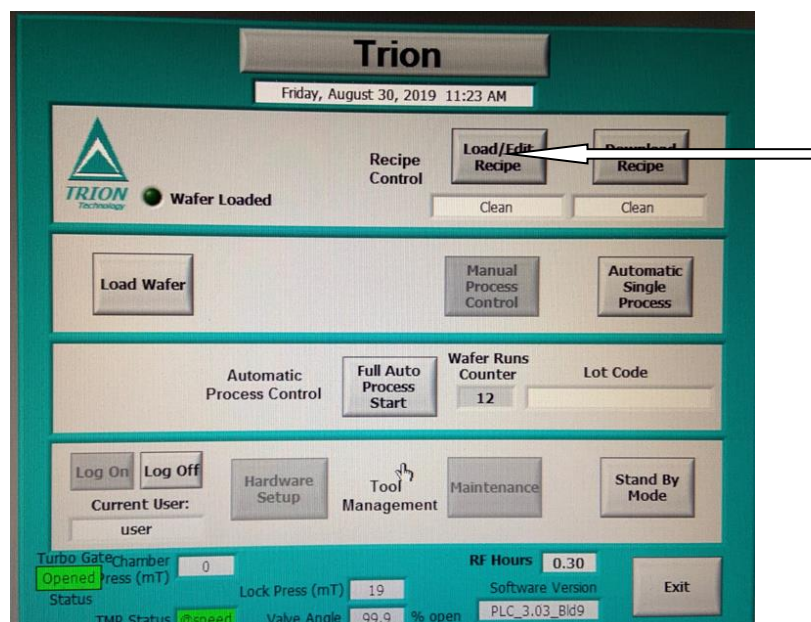 Trion
Friday, August 30, 2019 11:23 AM
TRION
Technology
Wafer Loaded
Recipe
Control
Load/Edit
Recipe
Download
Recipe
Clean
Clean
Load Wafer
Manual
Process
Control
Automatic
Single
Process
Automatic
Process Control
Full Auto
Process
Start
Wafer Runs
Counter
12
Lot Code
Log On
Log Off
Current User:
user
Hardware
Setup
Tool
Management
Maintenance
Stand By
Mode
Turbo Gate
Opened
Status
Chamber
Press (mT)
0
Lock Press (mT)
19
RF Hours
0.30
Software Version
PLC_3.03_Bld9
Exit
TMP Status
@speed
Valve Angle
99.9
% open